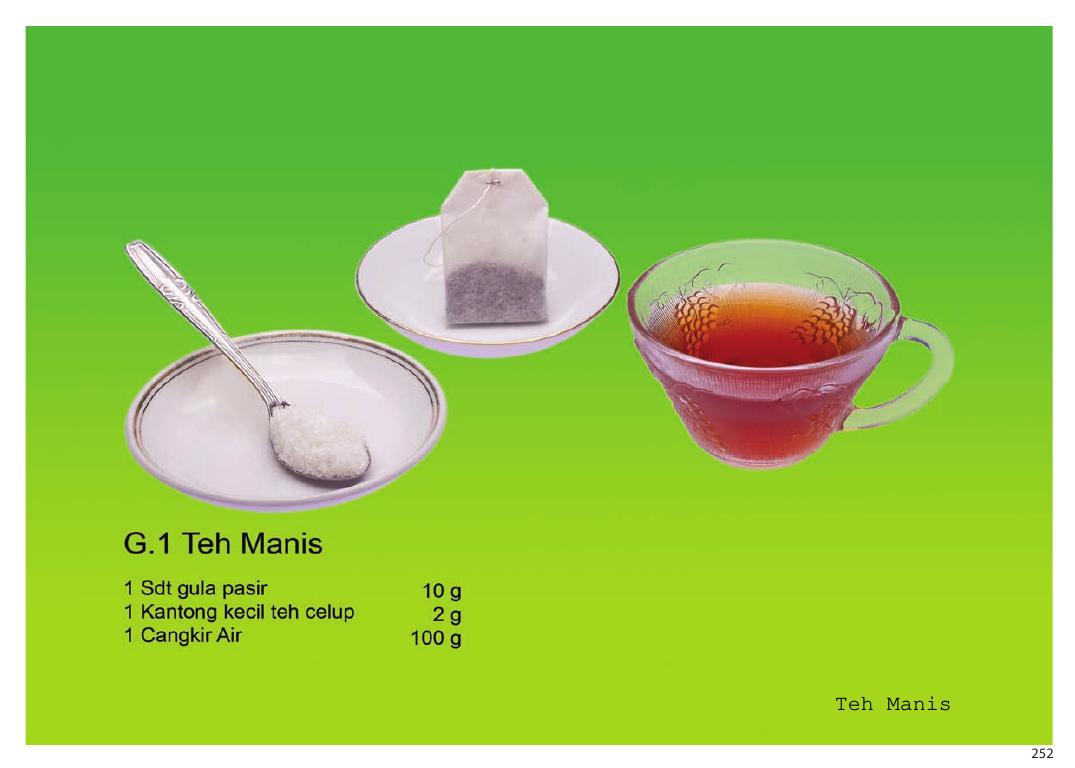 G.1 Teh Manis
1 Sdt gula pasir 10 g
1 Kantong kecil teh celup 2 g
1 Cangkir Air 100 g
Teh Manis
252